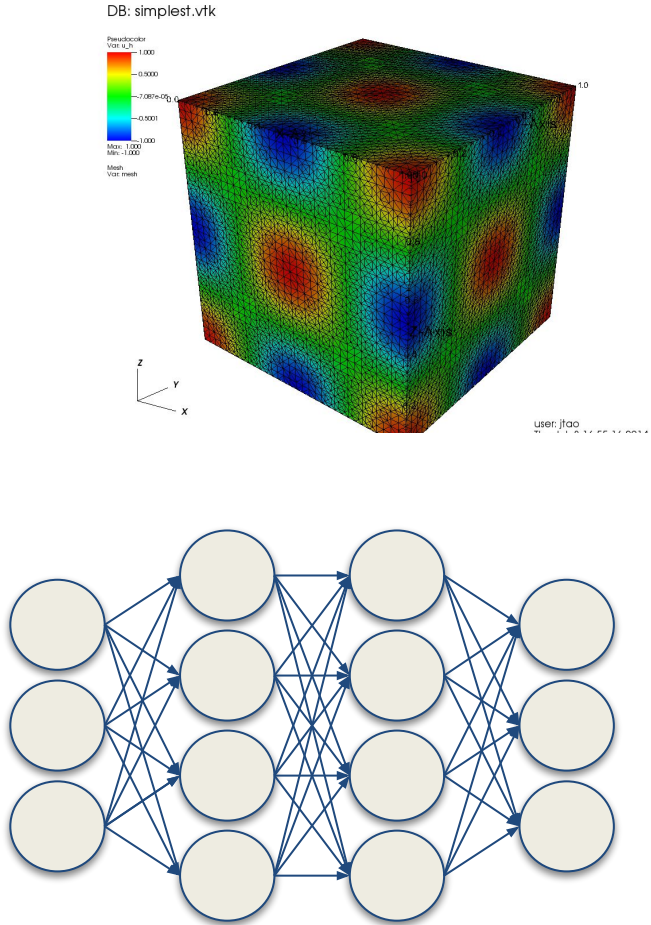 DB: simplest.vtk
Pseudocolor
Var: u_h
1.000
0.5000
-7.087e-05
-0.5001
-1.000
Max: 1.000
Min: -1.000
Mesh
Var: mesh
0.0
1.0
Z-Axis
Z
Y
X
user: jtao